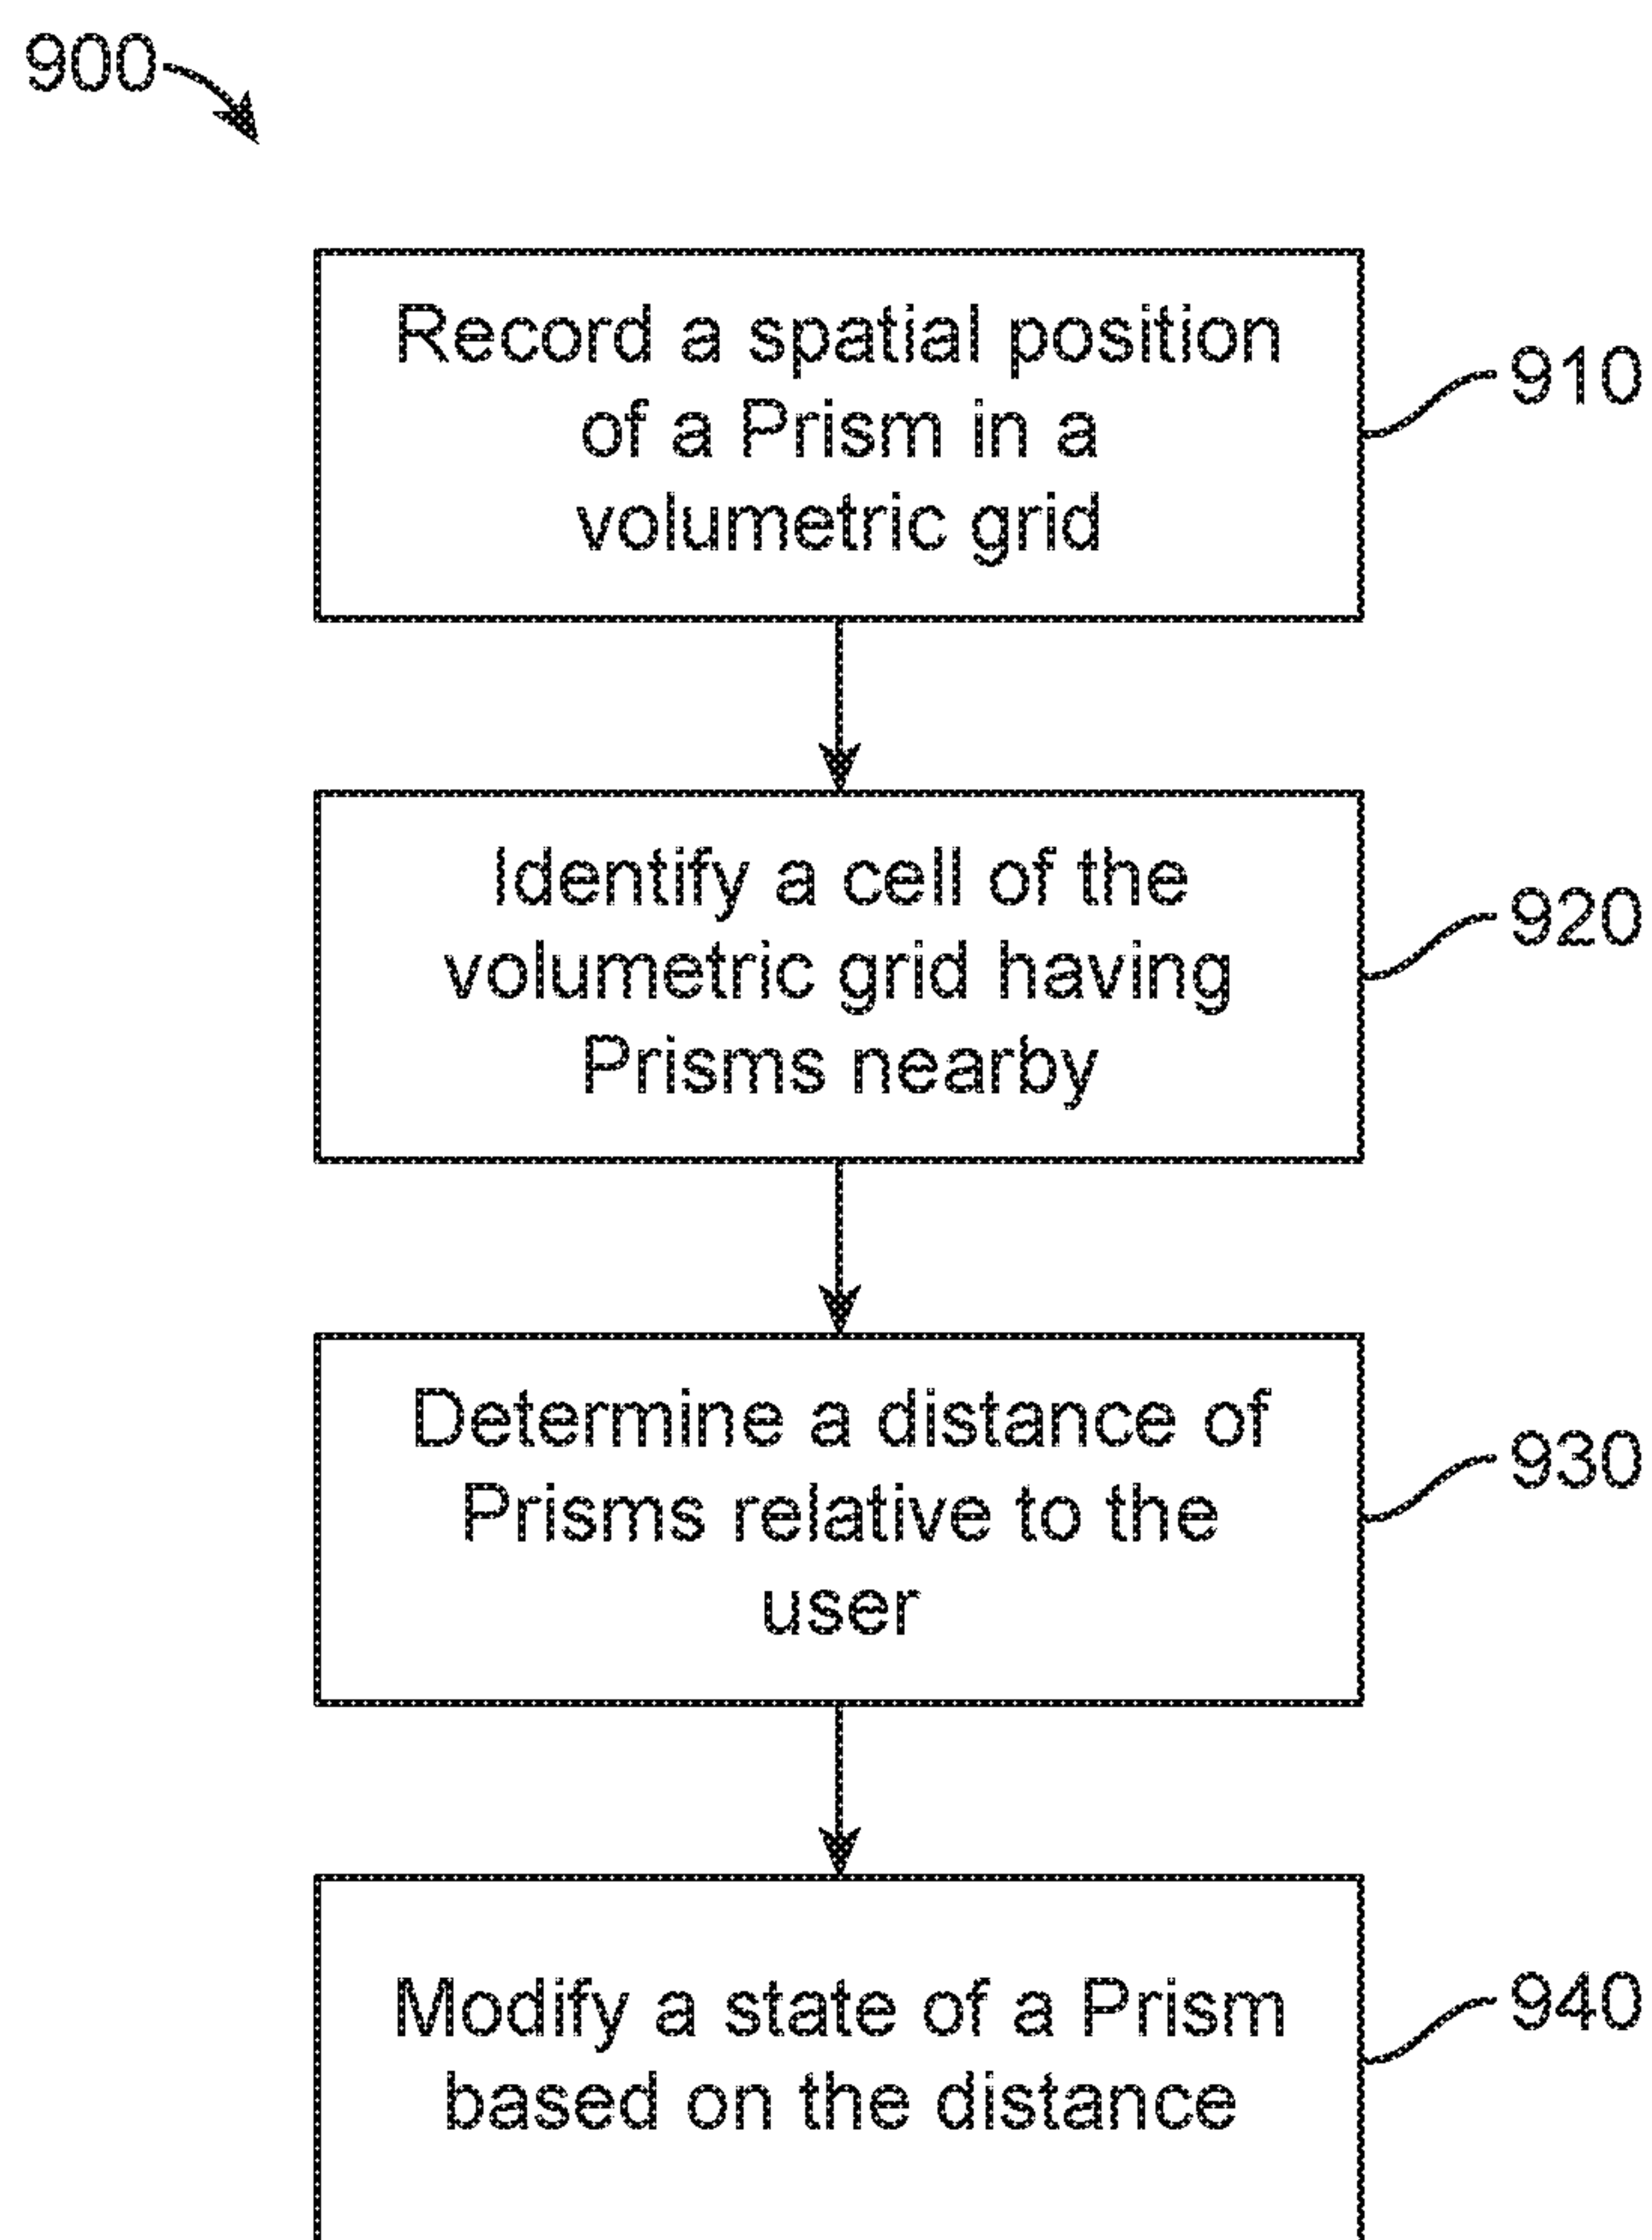 900
Record a spatial position
of a Prism in a
volumetric grid
910
Identify a cell of the
volumetric grid having
Prisms nearby
920
Determine a distance of
Prisms relative to the
user
930
Modify a state of a Prism
based on the distance
940